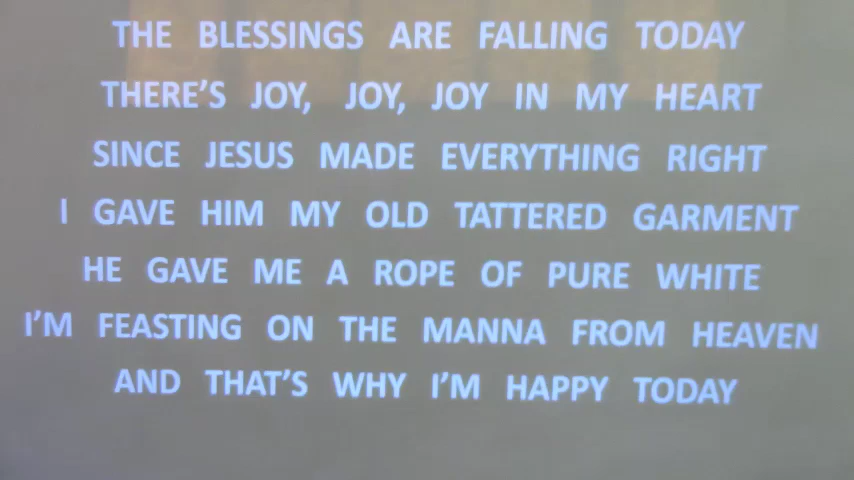 THE BLESSINGS ARE FALLING TODAY
THERE'S JOY, JOY, JOY IN MY HEART
SINCE JESUS MADE EVERYTHING RIGHT
I GAVE HIM MY OLD TATTERED GARMENT
HE GAVE ME A ROPE OF PURE WHITE
I'M FEASTING ON THE MANNA FROM HEAVEN
AND THAT'S WHY I'M HAPPY TODAY